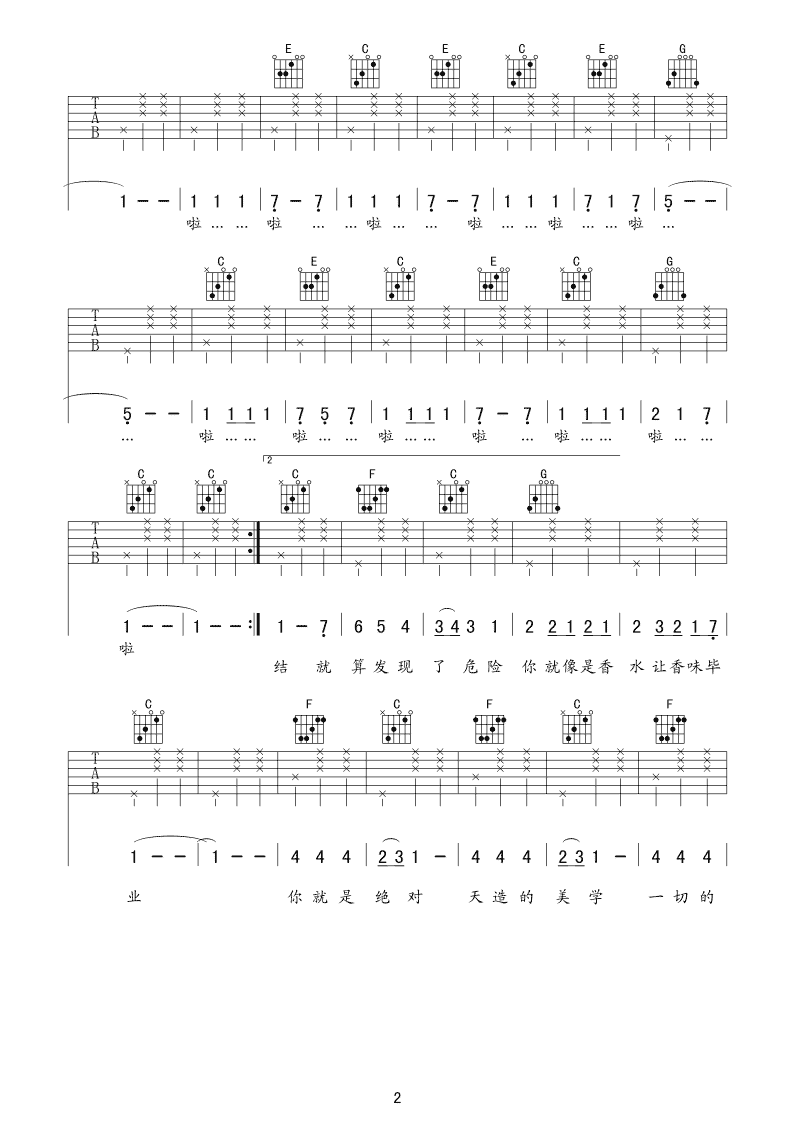 E C E C E G
T
A
B
1 - - 1 1 1 7 - 7 1 1 1 7 - 7 1 1 1 7 1 7 5 - -
啦 … … 啦 … … 啦 … … 啦 … … 啦 … … 啦 …
C E C E C G
T
A
B
5 - - 1 1 1 1 7 5 7 1 1 1 1 7 - 7 1 1 1 1 2 1 7
… 啦 … … 啦 … … 啦 … … 啦 … 啦 … … 啦 … …
2
C C C F C G
T
A
B
1 - - 1 - - 1 - 7 6 5 4 3 4 3 1 2 2 1 2 1 2 3 2 1 7
啦
结 就 算 发 现 了 危 险 你 就 像 是 香 水 让 香 味 毕
C F C F C F
T
A
B
1 - - 1 - - 4 4 4 2 3 1 - 4 4 4 2 3 1 - 4 4 4
业 你 就 是 绝 对 天 造 的 美 学 一 切 的
2